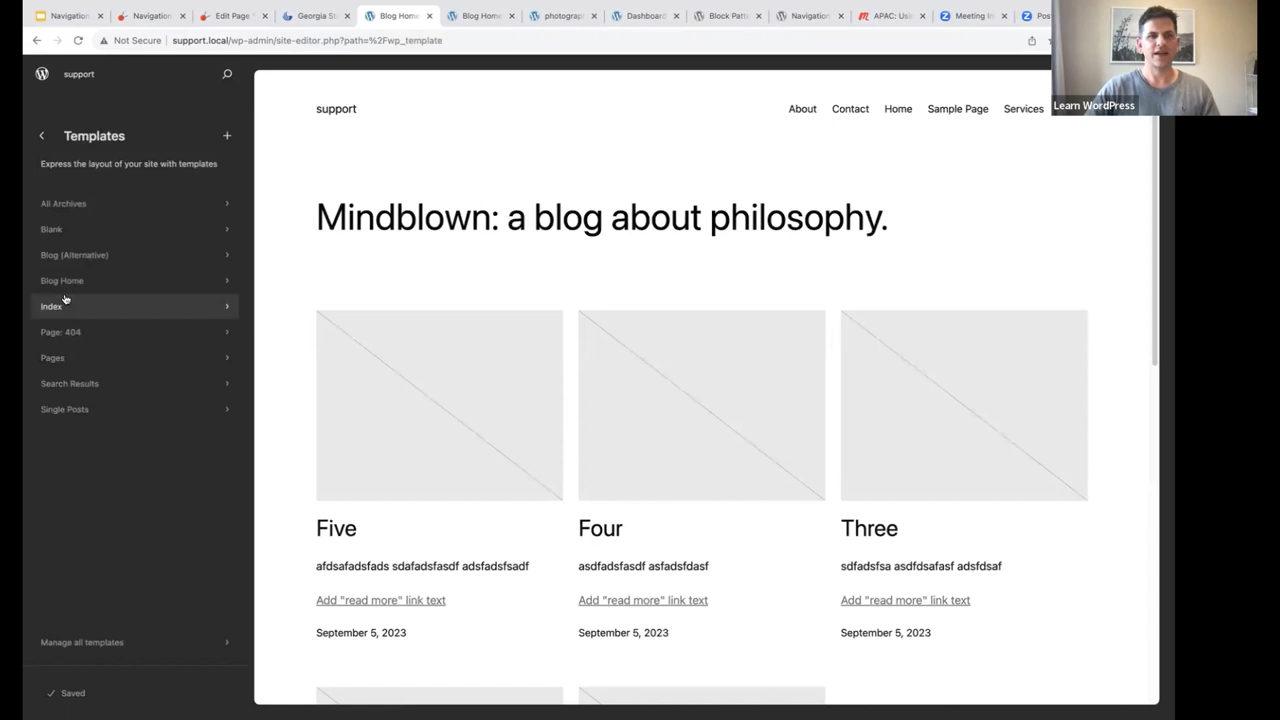 Navigation
Navigation
Edit Page
Georgia St
Blog Home
Blog Home
photograp
Dashboard
Block Patt
Navigation
APAC: Usi
Meeting In
Pos
Not Secure
support.local/wp-admin/site-editor.php?path=%2Fwp_template
Learn WordPress
support
Templates
Express the layout of your site with templates
All Archives
Blank
Blog (Alternative)
Blog Home
Index
Page: 404
Pages
Search Results
Single Posts
Manage all templates
Saved
support
About Contact Home Sample Page Services
Mindblown: a blog about philosophy.
Five
afdsafadsfads sdafadsfasdf adsfadsfsadf
Add "read more" link text
September 5, 2023
Four
asdfadsfasdf asfadsfdasf
Add "read more" link text
September 5, 2023
Three
sdfadsfsa asdfdsafasf adsfdsaf
Add "read more" link text
September 5, 2023